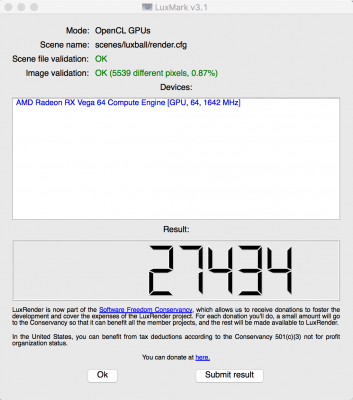 LuxMark v3.1
Mode: OpenCL GPUs
Scene name: scenes/luxball/render.cfg
Scene file validation: OK
Image validation: OK (5539 different pixels, 0.87%)
Devices:
AMD Radeon RX Vega 64 Compute Engine [GPU, 64, 1642 MHz]
Result:
27434
LuxRender is now part of the Software Freedom Conservancy, which allows us to receive donations to foster the
development and cover the expenses of the LuxRender project. For each donation you'll do, a small amount will go
to the Conservancy so that it can benefit all the member projects, and the rest will be made available to LuxRender.
In the United States, you can benefit from tax deductions according to the Conservancy 501(c)(3) not for profit
organization status.
You can donate at here.
Ok
Submit result